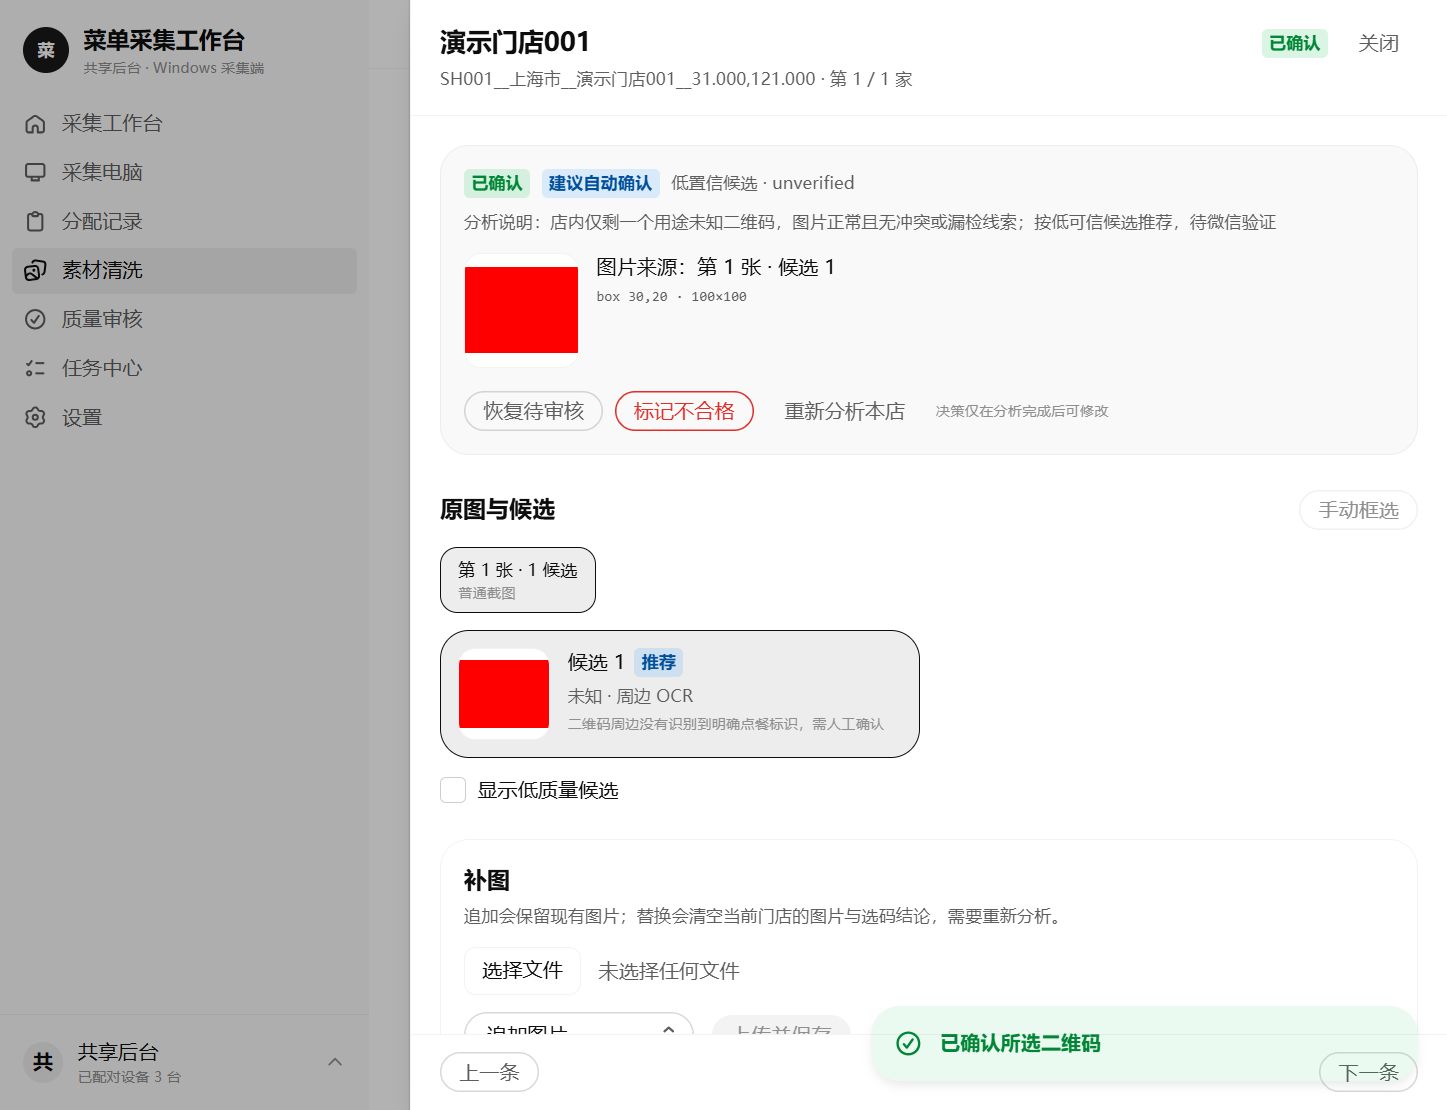 菜
菜单采集工作台
共享后台 · Windows 采集端
采集工作台
采集电脑
分配记录
素材清洗
质量审核
任务中心
设置
共
共享后台
已配对设备 3 台
演示门店001
SH001__上海市__演示门店001__31.000,121.000 · 第 1 / 1 家
已确认
关闭
已确认 建议自动确认 低置信候选 · unverified
分析说明：店内仅剩一个用途未知二维码，图片正常且无冲突或漏检线索；按低可信候选推荐，待微信验证
图片来源：第 1 张 · 候选 1
box 30,20 · 100×100
恢复待审核 标记不合格 重新分析本店 决策仅在分析完成后可修改
原图与候选
手动框选
第 1 张 · 1 候选
普通截图
候选 1 推荐
未知 · 周边 OCR
二维码周边没有识别到明确点餐标识，需人工确认
显示低质量候选
补图
追加会保留现有图片；替换会清空当前门店的图片与选码结论，需要重新分析。
选择文件 未选择任何文件
追加图片 上传并保存
已确认所选二维码
上一条
下一条